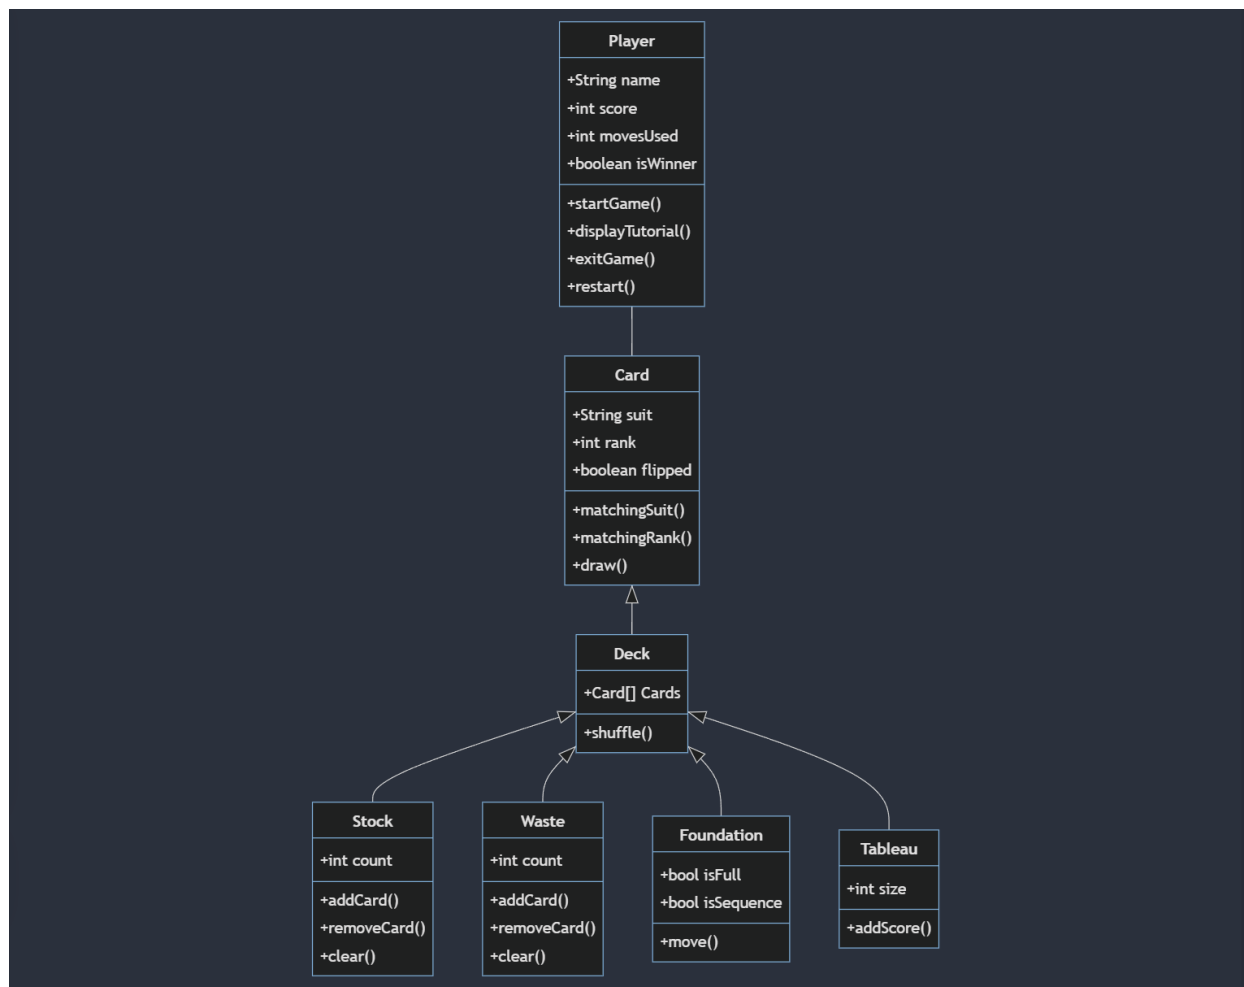 Player
+String name
+int score
+int movesUsed
+boolean isWinner
+startGame()
+displayTutorial()
+exitGame()
+restart()
Card
+String suit
+int rank
+boolean flipped
+matchingSuit()
+matchingRank()
+draw()
Deck
+Card[] Cards
+shuffle()
Stock
+int count
+addCard()
+removeCard()
+clear()
Waste
+int count
+addCard()
+removeCard()
+clear()
Foundation
+bool isFull
+bool isSequence
+move()
Tableau
+int size
+addScore()